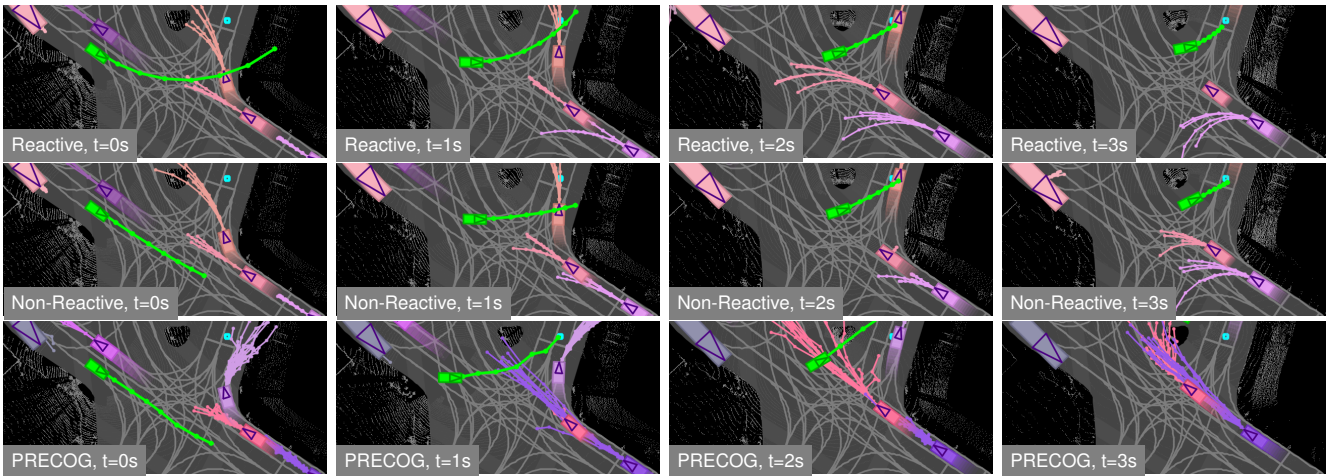 Reactive, t=0s
Reactive, t=1s
Reactive, t=2s
Reactive, t=3s
Non-Reactive, t=0s
Non-Reactive, t=1s
Non-Reactive, t=2s
Non-Reactive, t=3s
PRECOG, t=0s
PRECOG, t=1s
PRECOG, t=2s
PRECOG, t=3s